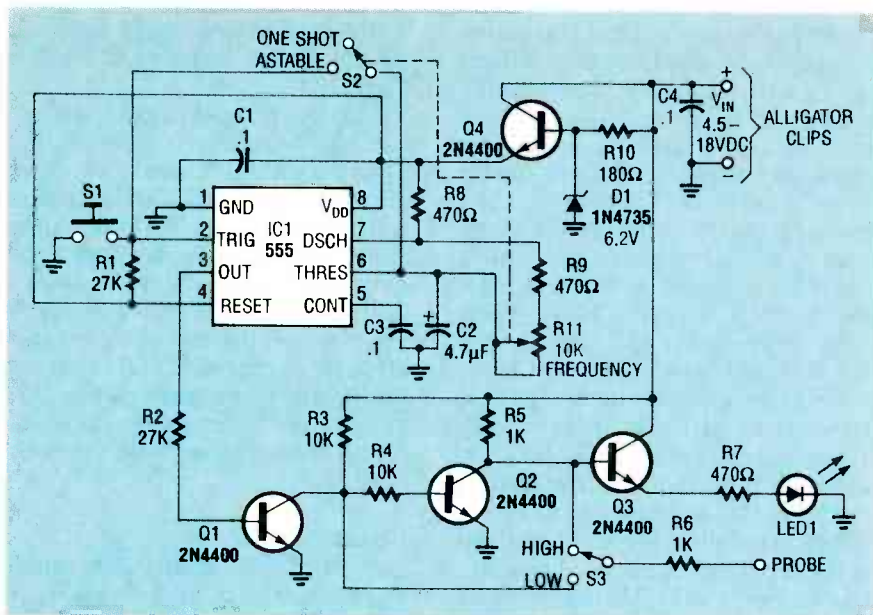 ONE SHOT
ASTABLE
S2
C1
.1
Q4
2N4400
R10
180Ω
D1
1N4735
6.2V
C4
.1
+
VIN
4.5–
18VDC
−
ALLIGATOR
CLIPS
S1
R1
27K
1 GND
2 TRIG
3 OUT
4 RESET
IC1
555
VDD 8
DSCH 7
THRES 6
CONT 5
R8
470Ω
R9
470Ω
R11
10K
FREQUENCY
C3
.1
+
C2
4.7µF
R2
27K
R3
10K
R4
10K
R5
1K
Q1
2N4400
Q2
2N4400
Q3
2N4400
R7
470Ω
LED1
HIGH
LOW
S3
R6
1K
PROBE